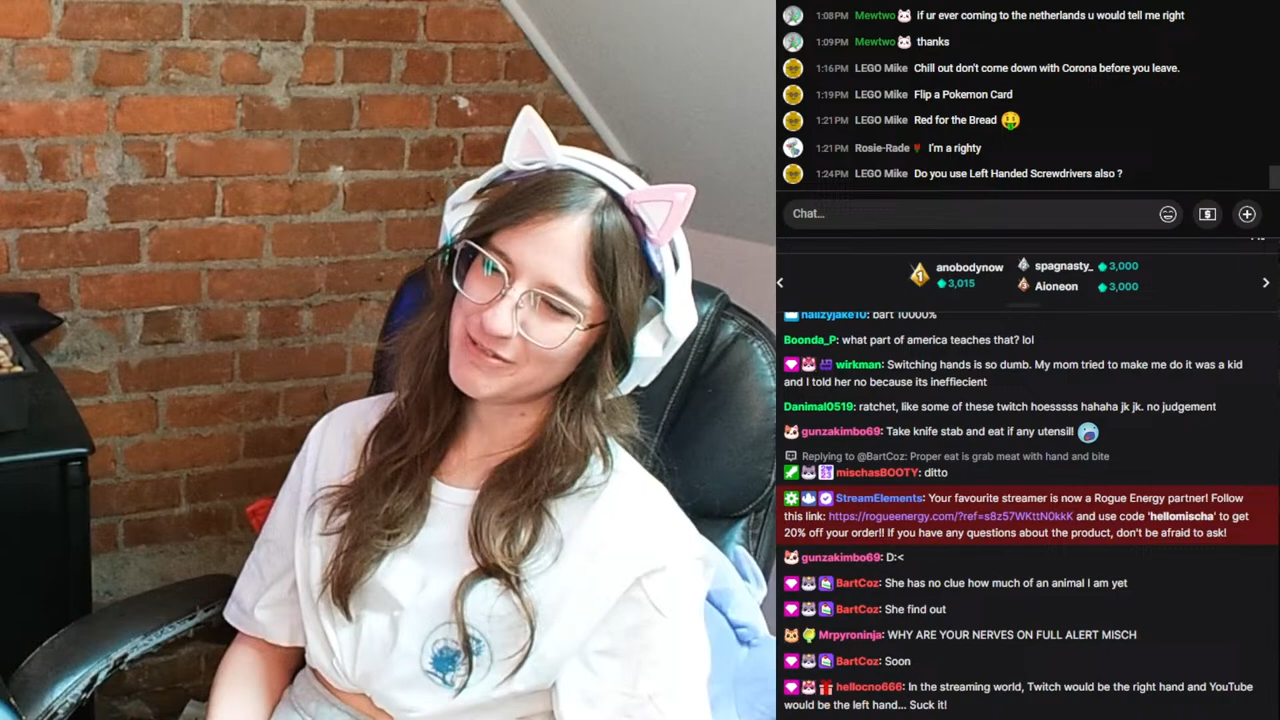 1:08PM Mewtwo if ur ever coming to the netherlands u would tell me right
1:09PM Mewtwo thanks
1:16PM LEGO Mike Chill out don't come down with Corona before you leave.
1:19PM LEGO Mike Flip a Pokemon Card
1:21PM LEGO Mike Red for the Bread
1:21PM Rosie-Rade I'm a righty
1:24PM LEGO Mike Do you use Left Handed Screwdrivers also ?
Chat...
1 anobodynow 3,015
spagnasty_ 3,000
Aioneon 3,000
bart 10000%
Boonda_P: what part of america teaches that? lol
wirkman: Switching hands is so dumb. My mom tried to make me do it was a kid
and I told her no because its ineffiecient
Danimal0519: ratchet, like some of these twitch hoesssss hahaha jk jk. no judgement
gunzakimbo69: Take knife stab and eat if any utensil!
Replying to @BartCoz: Proper eat is grab meat with hand and bite
mischasBOOTY: ditto
StreamElements: Your favourite streamer is now a Rogue Energy partner! Follow
this link: https://rogueenergy.com/?ref=s8z57WKttN0kkK and use code 'hellomischa' to get
20% off your order!! If you have any questions about the product, don't be afraid to ask!
gunzakimbo69: D:<
BartCoz: She has no clue how much of an animal I am yet
BartCoz: She find out
Mrpyroninja: WHY ARE YOUR NERVES ON FULL ALERT MISCH
BartCoz: Soon
hellocno666: In the streaming world, Twitch would be the right hand and YouTube
would be the left hand... Suck it!